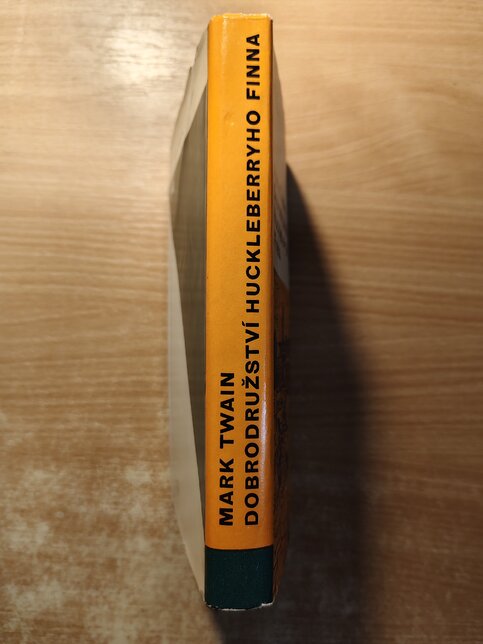 MARK TWAIN
DOBRODRUŽSTVÍ HUCKLEBERRYHO FINNA